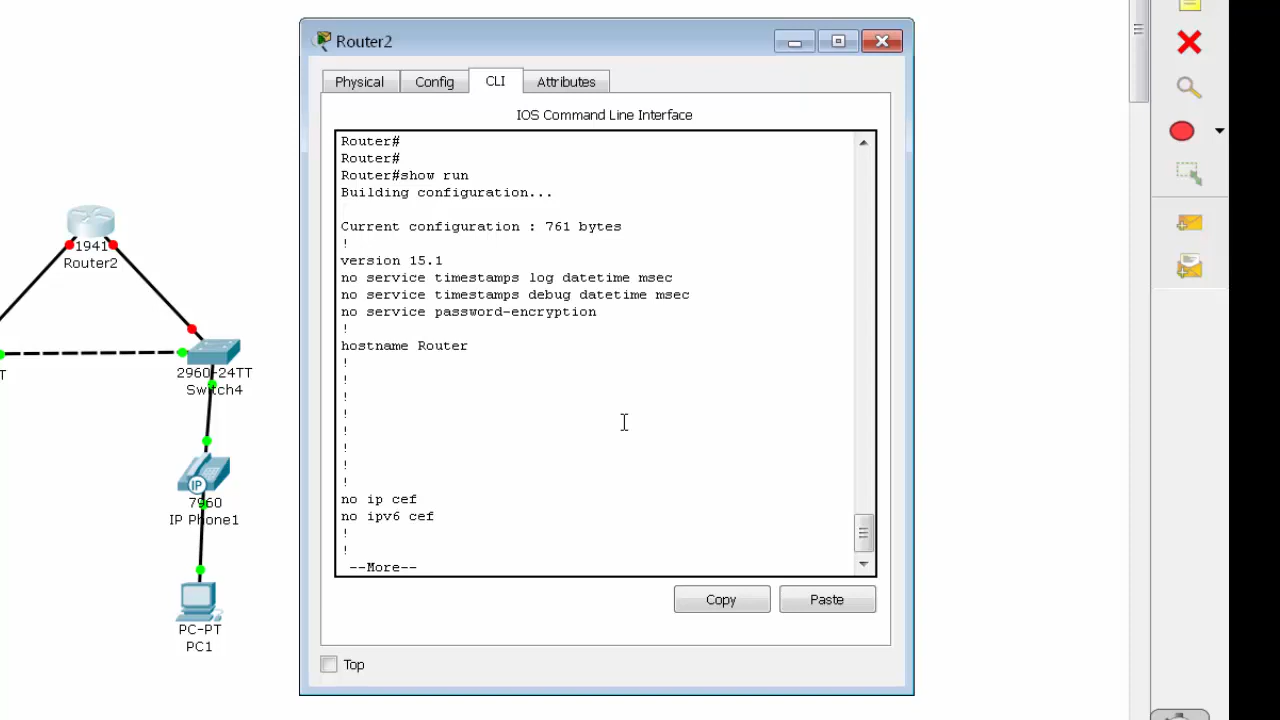 Router2
Physical
Config
CLI
Attributes
IOS Command Line Interface
Router#
Router#
Router#show run
Building configuration...
Current configuration : 761 bytes
!
version 15.1
no service timestamps log datetime msec
no service timestamps debug datetime msec
no service password-encryption
!
hostname Router
!
!
!
!
!
!
!
!
no ip cef
no ipv6 cef
!
!
--More--
Copy
Paste
Top
1941
Router2
T
2960-24TT
Switch4
IP
7960
IP Phone1
PC-PT
PC1